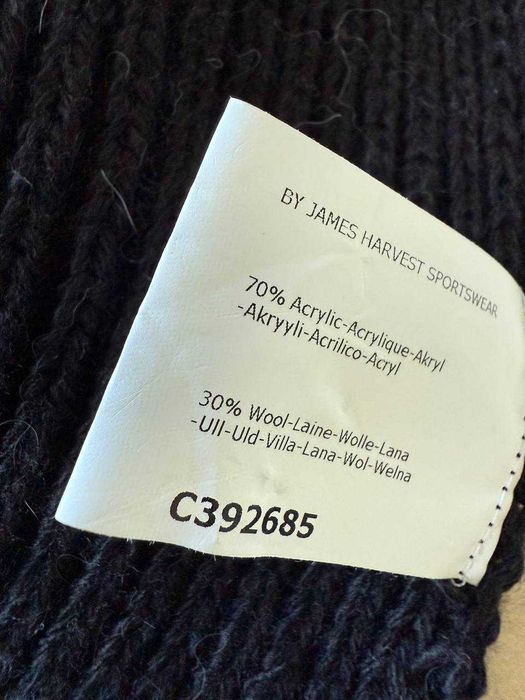 BY JAMES HARVEST SPORTSWEAR
70% Acrylic-Acrylique-Akryl
-Akryyli-Acrilico-Acryl
30% Wool-Laine-Wolle-Lana
-Ull-Uld-Villa-Lana-Wol-Welna
C392685